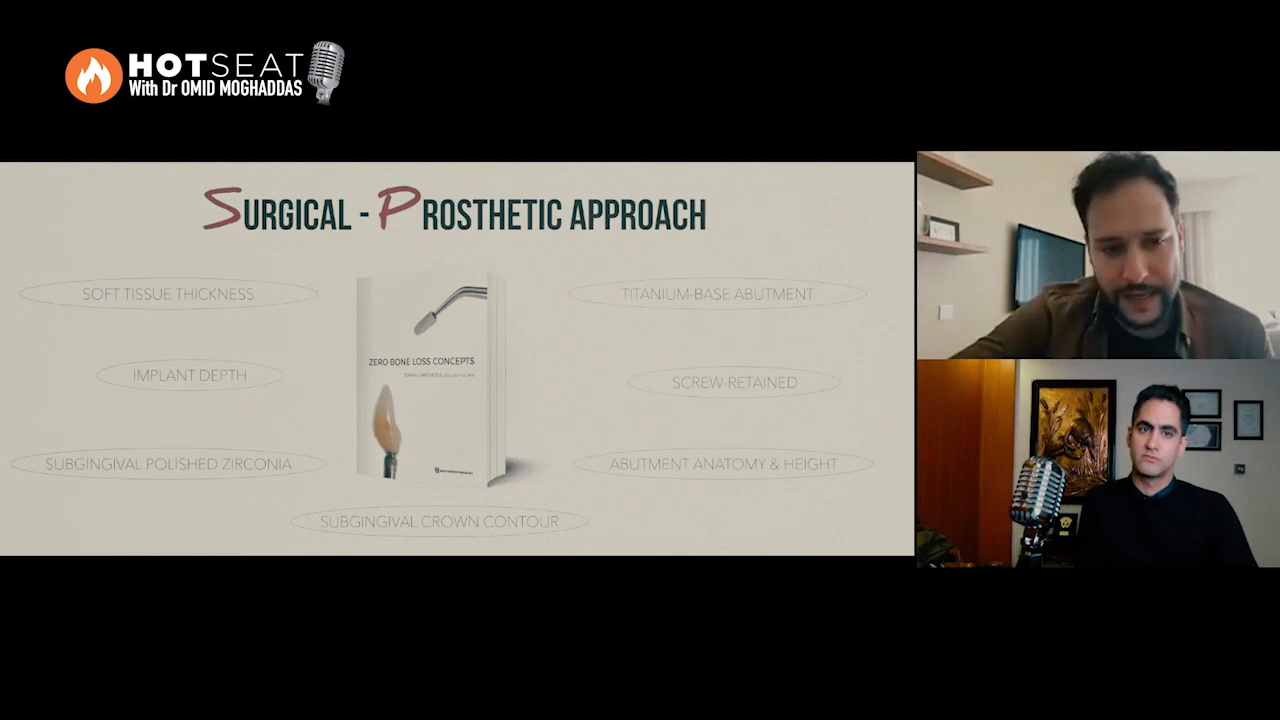 HOTSEAT
With Dr OMID MOGHADDAS
SURGICAL - PROSTHETIC APPROACH
SOFT TISSUE THICKNESS
TITANIUM-BASE ABUTMENT
ZERO BONE LOSS CONCEPTS
IMPLANT DEPTH
SCREW-RETAINED
SUBGINGIVAL POLISHED ZIRCONIA
ABUTMENT ANATOMY & HEIGHT
SUBGINGIVAL CROWN CONTOUR